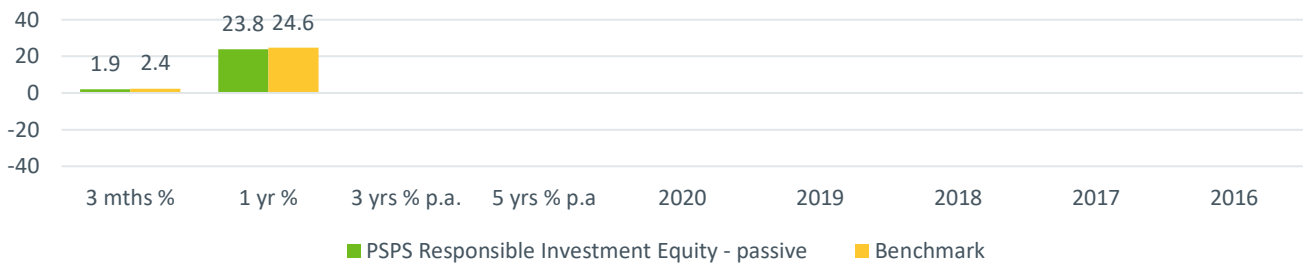 40
20
0
-20
-40
1.9
2.4
23.8
24.6
3 mths %
1 yr %
3 yrs % p.a.
5 yrs % p.a
2020
2019
2018
2017
2016
PSPS Responsible Investment Equity - passive
Benchmark